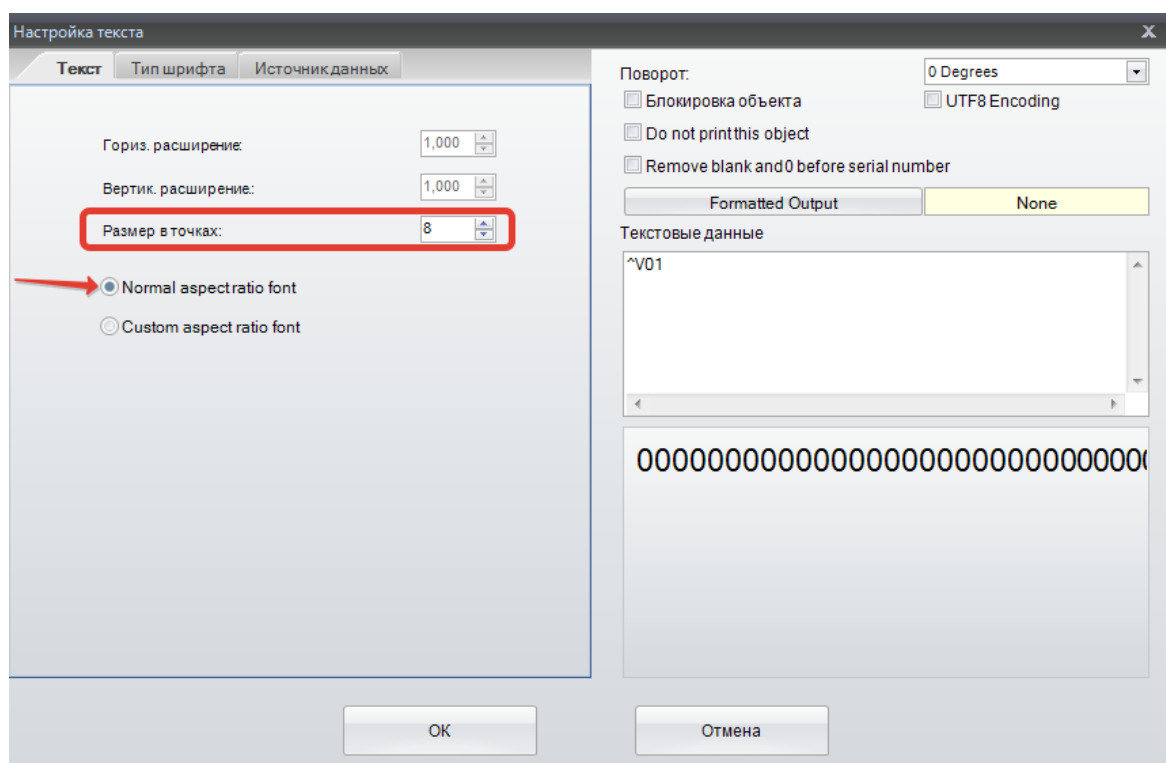 Настройка текста
x
Текст Тип шрифта Источник данных
Гориз. расширение: 1,000
Вертик. расширение.: 1,000
Размер в точках: 8
Normal aspect ratio font
Custom aspect ratio font
Поворот: 0 Degrees
Блокировка объекта UTF8 Encoding
Do not print this object
Remove blank and 0 before serial number
Formatted Output None
Текстовые данные
^V01
ОК Отмена